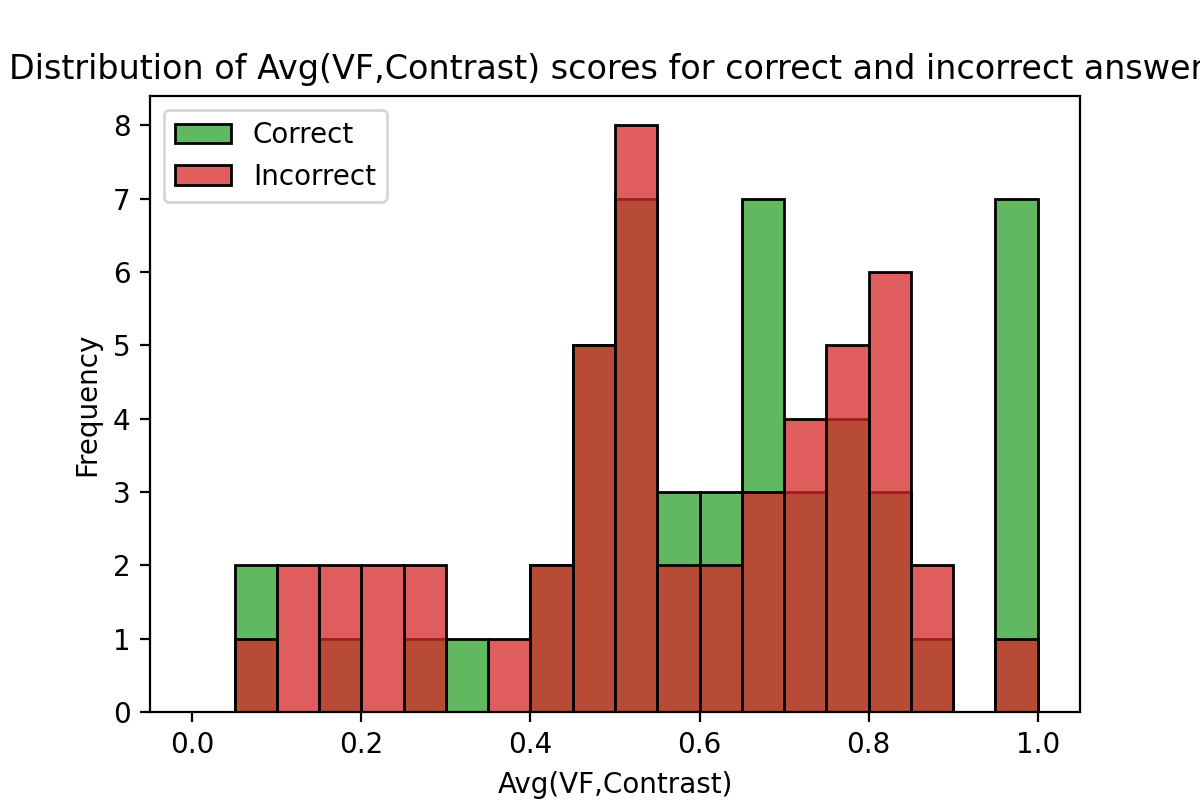 Distribution of Avg(VF,Contrast) scores for correct and incorrect answer
Correct
Incorrect
8
7
6
5
4
3
2
1
0
Frequency
0.0 0.2 0.4 0.6 0.8 1.0
Avg(VF,Contrast)